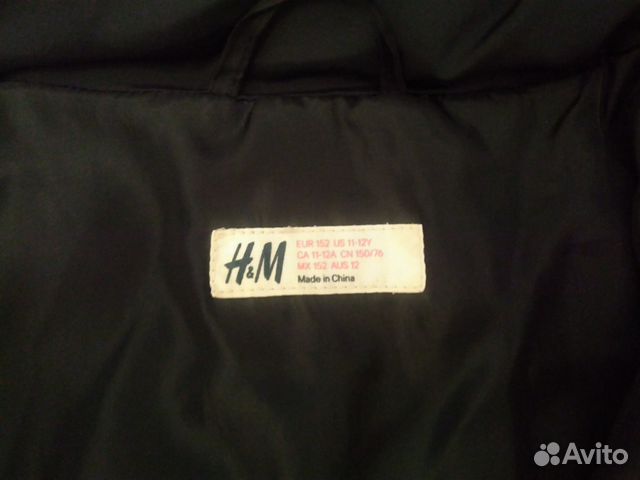 H&M
EUR 152 US 11-12Y
CA 11-12A CN 150/76
MX 152 AUS 12
Made in China
Avito